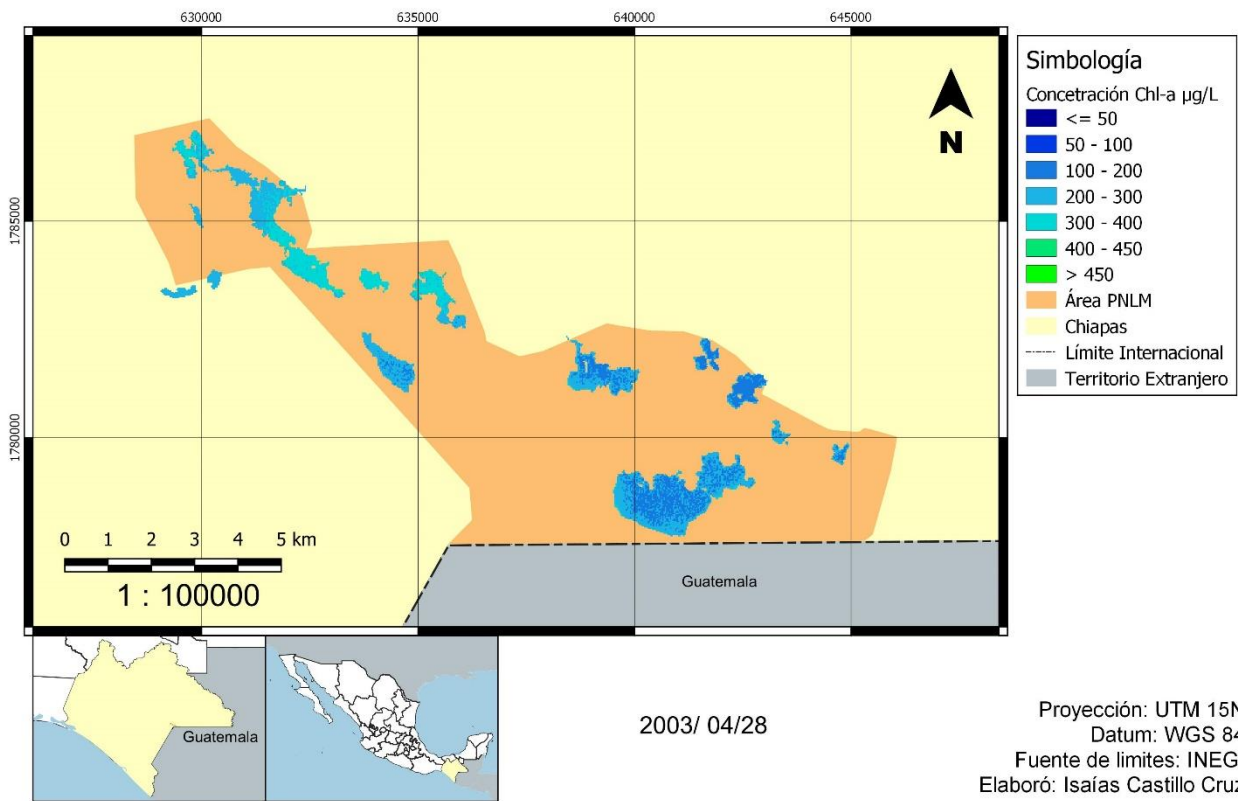 630000 635000 640000 645000
1785000
1780000
N
Simbología
Concetración Chl-a µg/L
<= 50
50 - 100
100 - 200
200 - 300
300 - 400
400 - 450
> 450
Área PNLM
Chiapas
Límite Internacional
Territorio Extranjero
1
0 1 2 3 4 5 km
1 : 100000
Guatemala
Guatemala
2003/ 04/28
Proyección: UTM 15N
Datum: WGS 84
Fuente de limites: INEG
Elaboró: Isaías Castillo Cruz